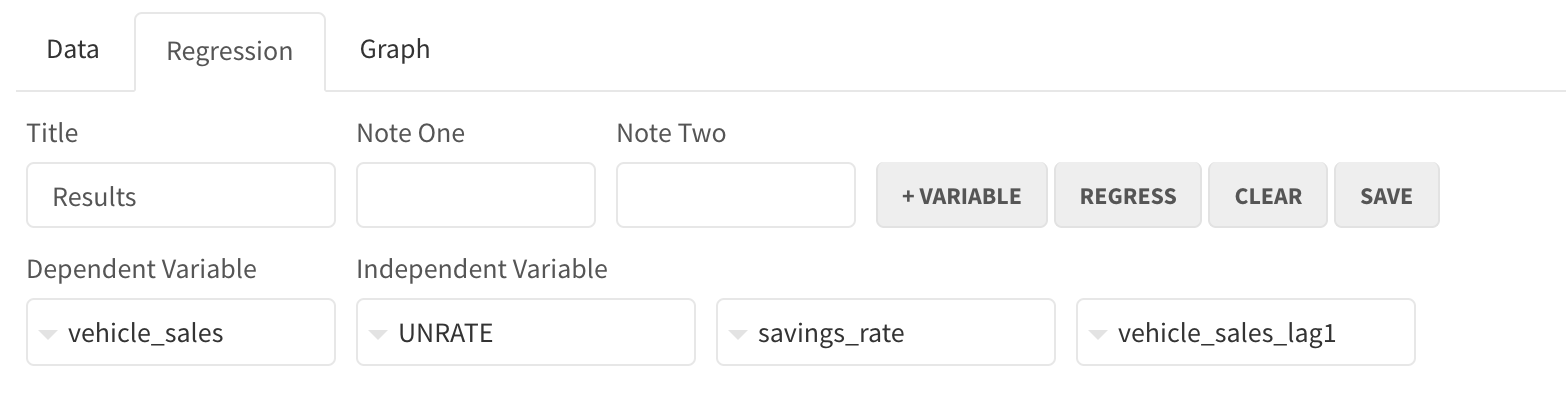 Data Regression Graph
Title Note One Note Two
Results + VARIABLE REGRESS CLEAR SAVE
Dependent Variable Independent Variable
vehicle_sales UNRATE savings_rate vehicle_sales_lag1